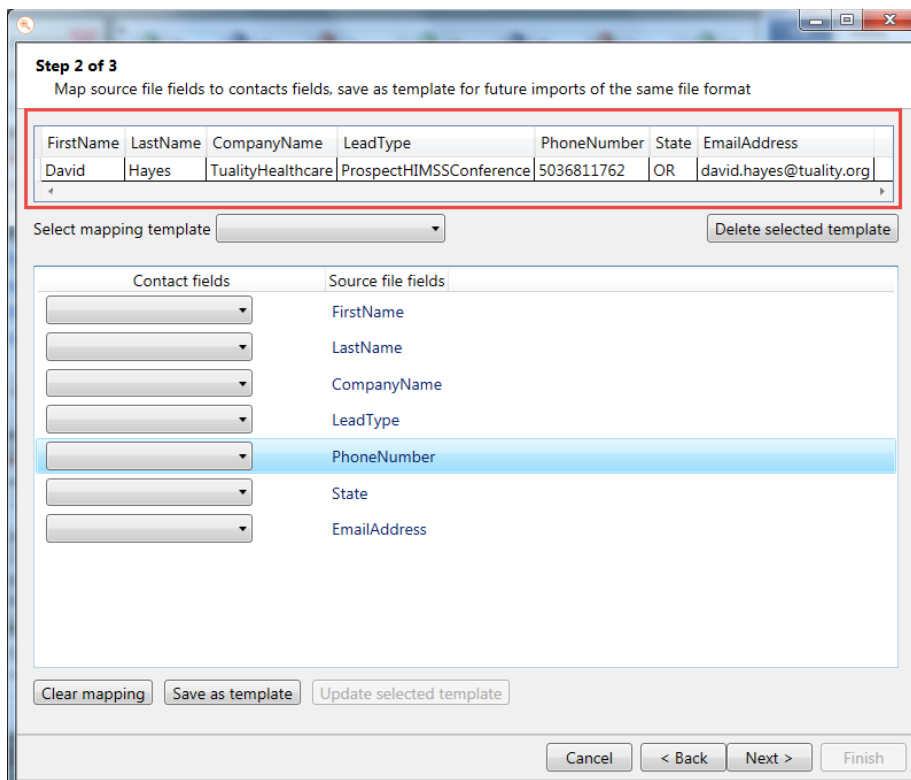 Step 2 of 3
Map source file fields to contacts fields, save as template for future imports of the same file format
FirstName LastName CompanyName LeadType PhoneNumber State EmailAddress
David Hayes TualityHealthcare ProspectHIMSSConference 5036811762 OR david.hayes@tuality.org
Select mapping template Delete selected template
Contact fields Source file fields
FirstName
LastName
CompanyName
LeadType
PhoneNumber
State
EmailAddress
Clear mapping Save as template Update selected template
Cancel < Back Next > Finish